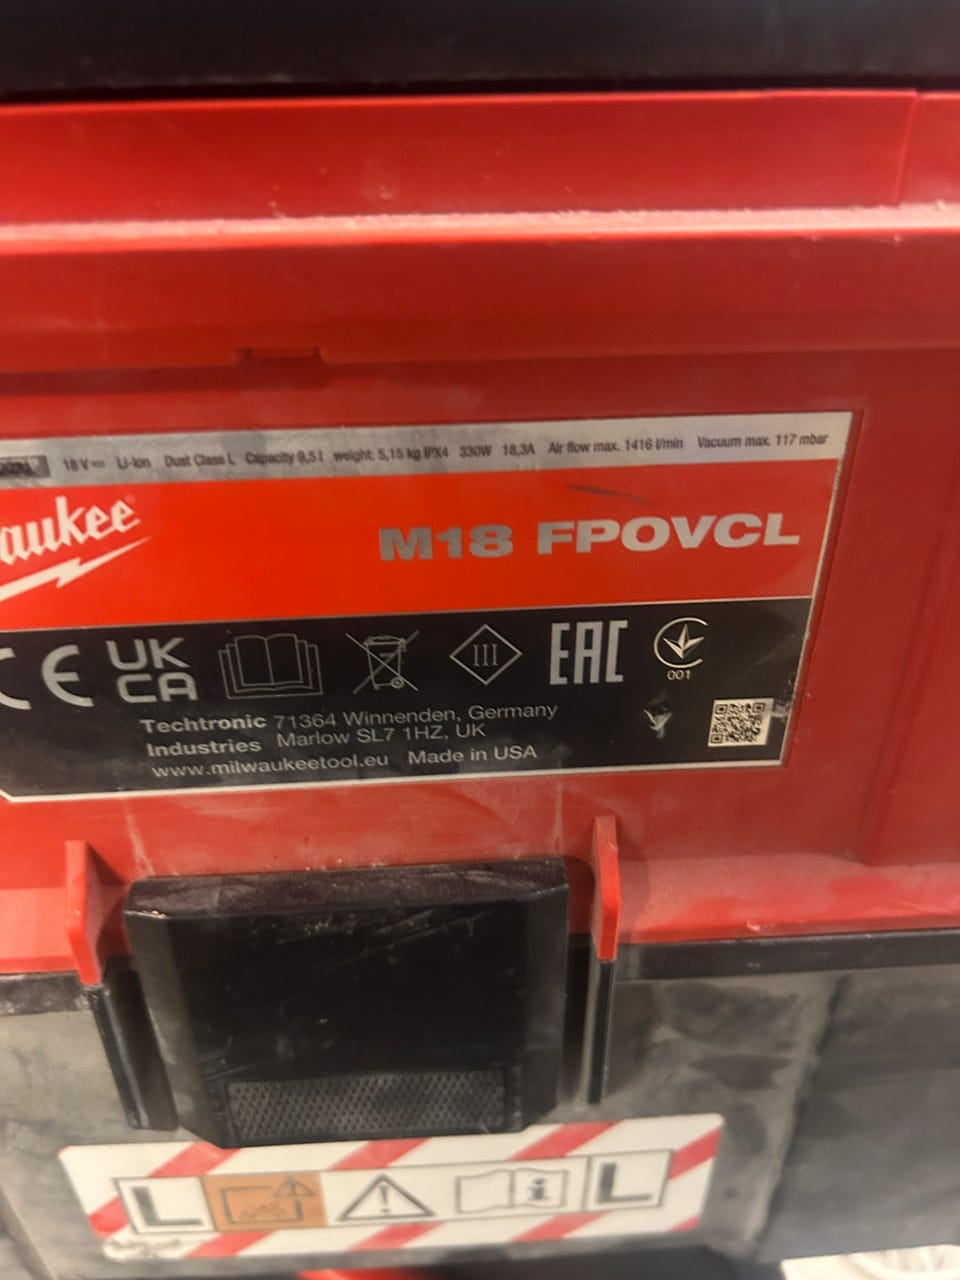 18 V Li-Ion Dust Class L Capacity 9,5 l weight: 5,15 kg IPX4 330W 18,3A Air flow max. 1416 l/min Vacuum max. 117 mbar
aukee
M18 FPOVCL
CE UK CA III EAC
001
Techtronic 71364 Winnenden, Germany
Industries Marlow SL7 1HZ, UK
www.milwaukeetool.eu Made in USA
L i L